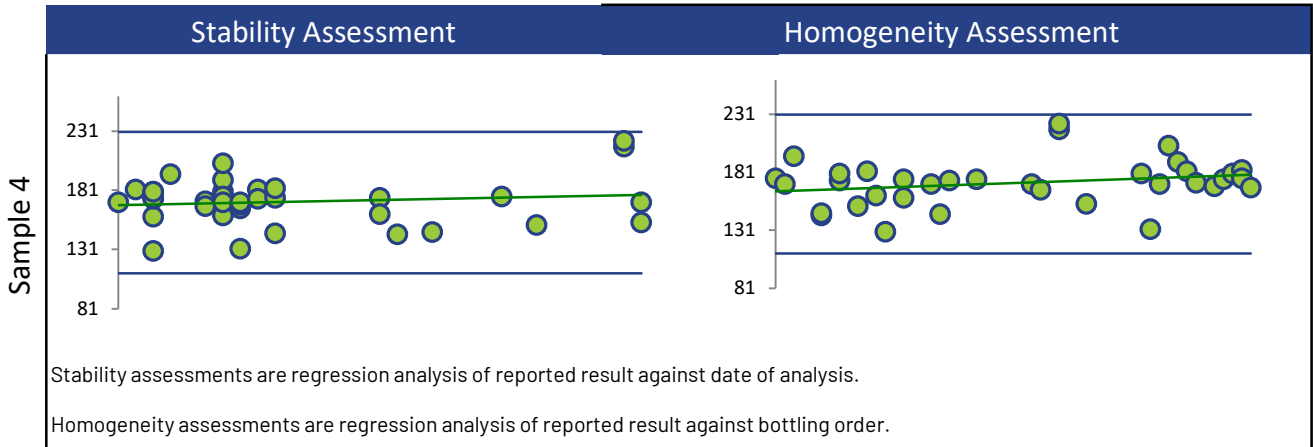 Stability Assessment
Homogeneity Assessment
Sample 4
231
181
131
81
231
181
131
81
Stability assessments are regression analysis of reported result against date of analysis.
Homogeneity assessments are regression analysis of reported result against bottling order.